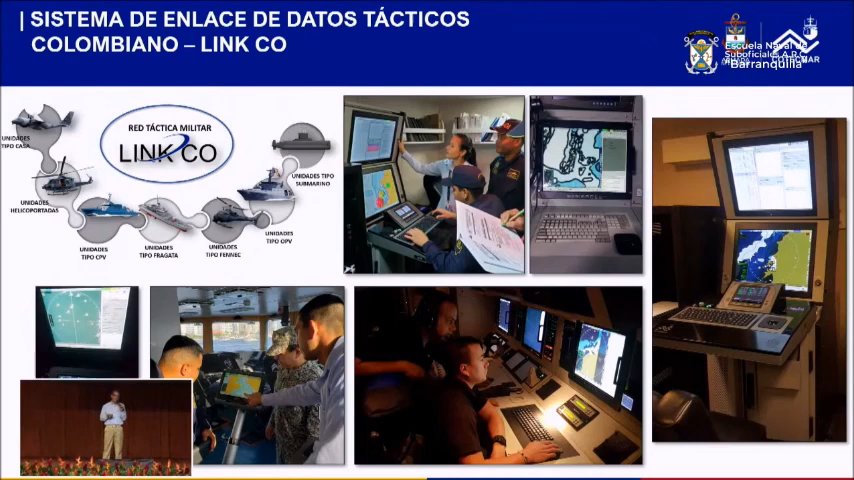 | SISTEMA DE ENLACE DE DATOS TÁCTICOS
COLOMBIANO – LINK CO
Escuela Naval de
Suboficiales A.R.C
"Barranquilla"
COTECMAR
RED TÁCTICA MILITAR
LINK CO
UNIDADES
TIPO CASA
UNIDADES
HELICOPORTADAS
UNIDADES
TIPO CPV
UNIDADES
TIPO FRAGATA
UNIDADES
TIPO FENNEC
UNIDADES
TIPO OPV
UNIDADES TIPO
SUBMARINO